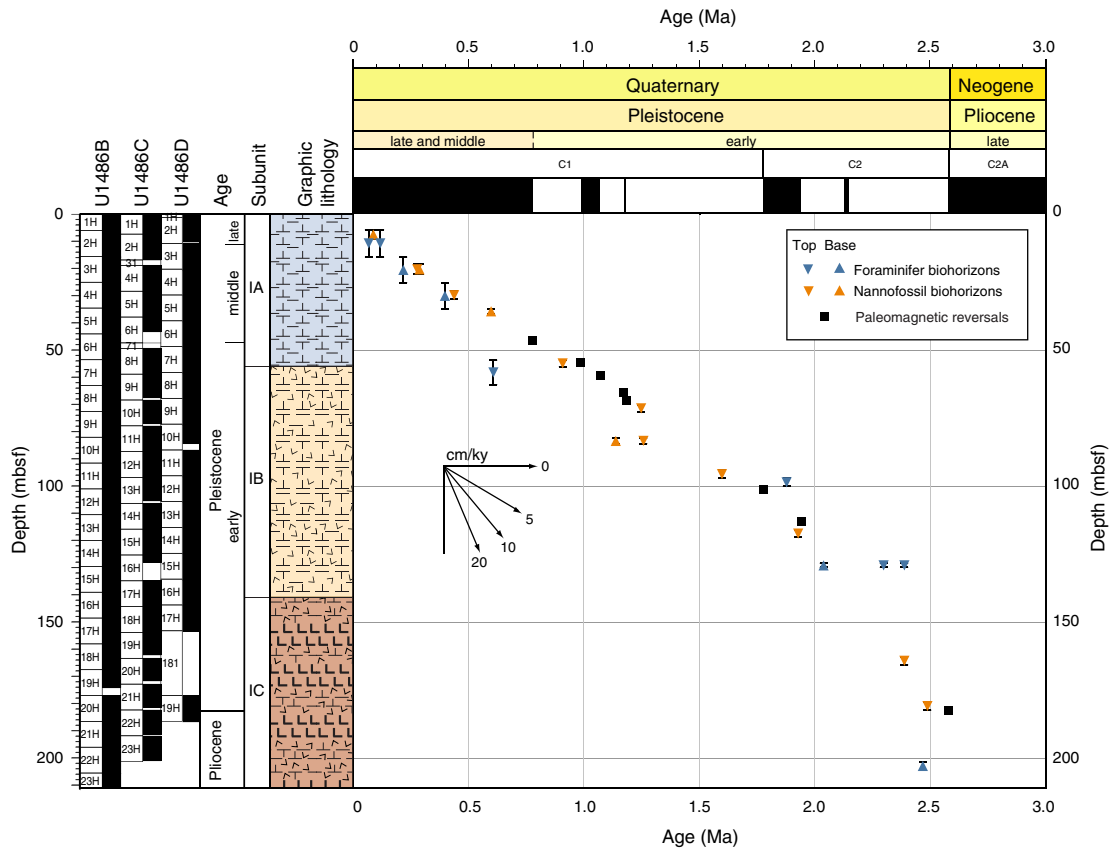 Age (Ma)
0 0.5 1.0 1.5 2.0 2.5 3.0
Quaternary Neogene
Pleistocene Pliocene
late and middle early late
C1 C2 C2A
U1486B U1486C U1486D Age Subunit Graphic lithology
Depth (mbsf)
0
50
100
150
200
1H
2H
3H
4H
5H
6H
7H
8H
9H
10H
11H
12H
13H
14H
15H
16H
17H
18H
19H
20H
21H
22H
23H
1H
2H
31
4H
5H
6H
71
8H
9H
10H
11H
12H
13H
14H
15H
16H
17H
18H
19H
20H
21H
22H
23H
1H
2H
3H
4H
5H
6H
7H
8H
9H
10H
11H
12H
13H
14H
15H
16H
17H
181
19H
late
middle
early
Pleistocene
Pliocene
IA
IB
IC
Top Base
Foraminifer biohorizons
Nannofossil biohorizons
Paleomagnetic reversals
cm/ky
0
5
10
20
0
50
100
150
200
Depth (mbsf)
0 0.5 1.0 1.5 2.0 2.5 3.0
Age (Ma)